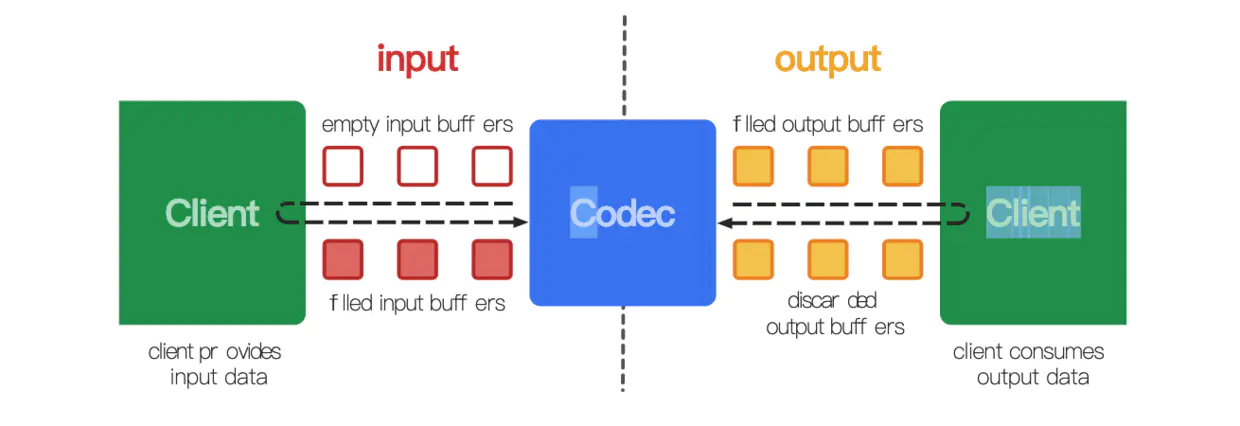 input
output
empty input buff ers
f lled output buff ers
Client
Codec
Client
f lled input buff ers
discar ded
output buff ers
client pr ovides
input data
client consumes
output data